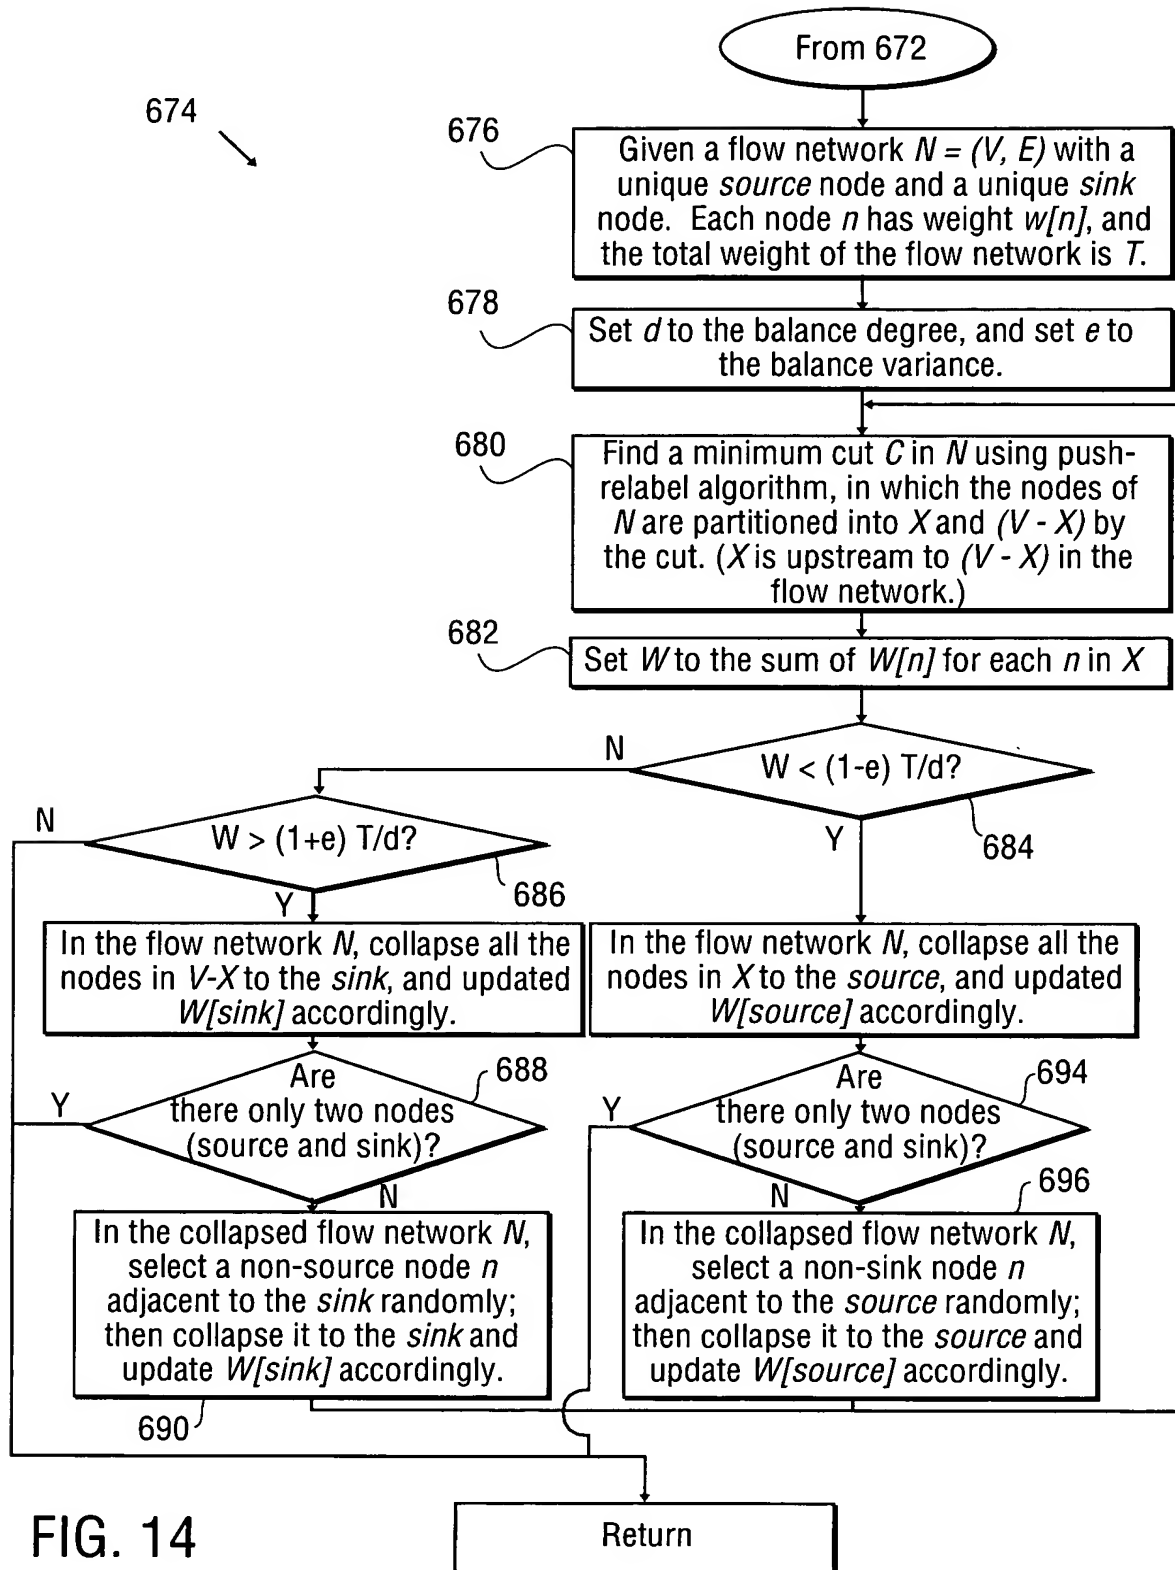 From 672
674
676
Given a flow network N = (V, E) with a
unique source node and a unique sink
node. Each node n has weight w[n], and
the total weight of the flow network is T.
678
Set d to the balance degree, and set e to
the balance variance.
680
Find a minimum cut C in N using push-
relabel algorithm, in which the nodes of
N are partitioned into X and (V - X) by
the cut. (X is upstream to (V - X) in the
flow network.)
682
Set W to the sum of W[n] for each n in X
N
W < (1-e) T/d?
684
Y
N
W > (1+e) T/d?
686
Y
In the flow network N, collapse all the
nodes in V-X to the sink, and updated
W[sink] accordingly.
In the flow network N, collapse all the
nodes in X to the source, and updated
W[source] accordingly.
Y
Are
there only two nodes
(source and sink)?
688
N
Y
Are
there only two nodes
(source and sink)?
694
N
696
In the collapsed flow network N,
select a non-source node n
adjacent to the sink randomly;
then collapse it to the sink and
update W[sink] accordingly.
690
In the collapsed flow network N,
select a non-sink node n
adjacent to the source randomly;
then collapse it to the source and
update W[source] accordingly.
FIG. 14
Return